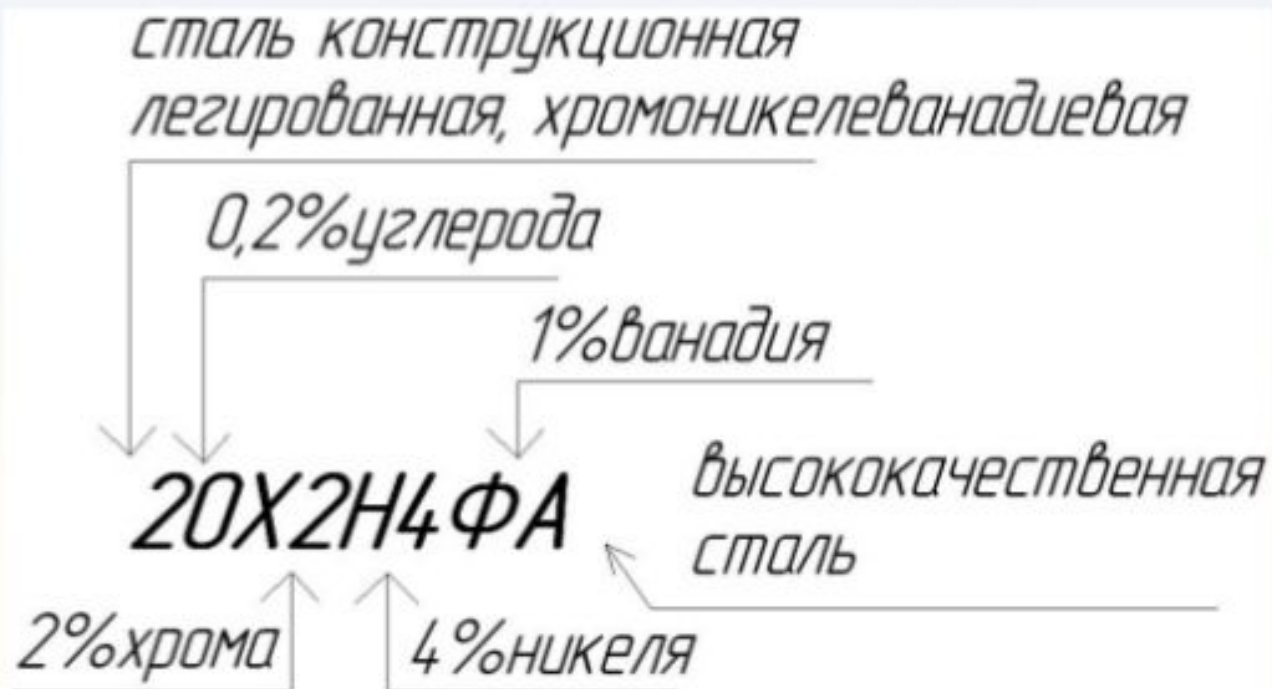 сталь конструкционная
легированная, хромоникелеванадиевая
0,2%углерода
1%ванадия
20Х2Н4ФА
высококачественная
сталь
2%хрома
4%никеля